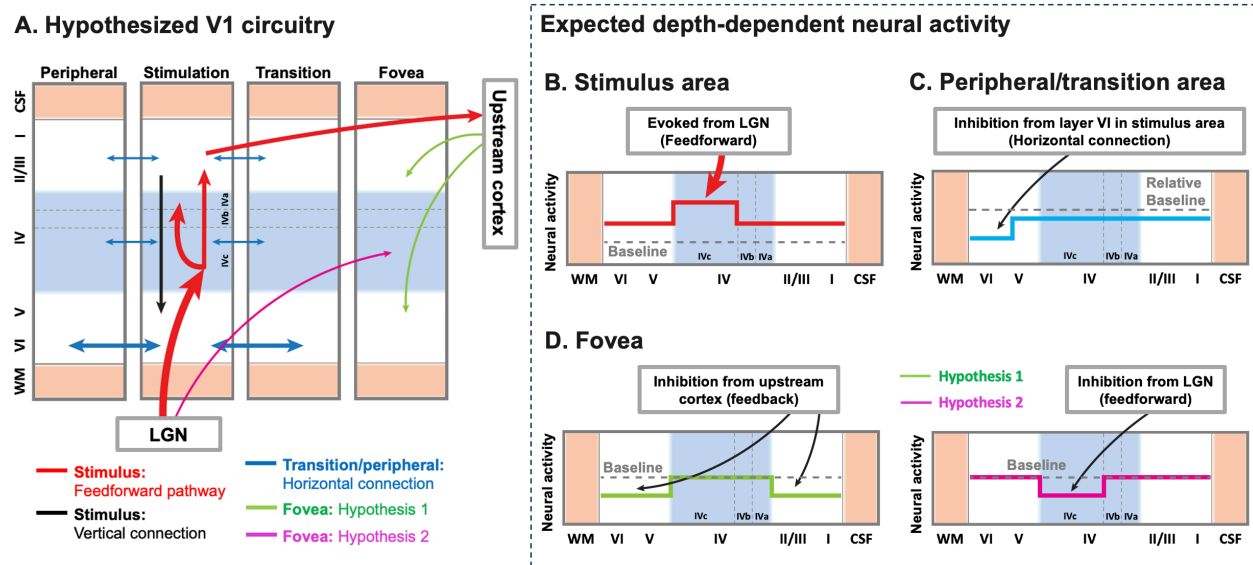 A. Hypothesized V1 circuitry
Peripheral Stimulation Transition Fovea
CSF
I
II/III
IV
V
VI
WM
IVa
IVb
IVc
Upstream cortex
LGN
Stimulus:
Feedforward pathway
Stimulus:
Vertical connection
Transition/peripheral:
Horizontal connection
Fovea: Hypothesis 1
Fovea: Hypothesis 2
Expected depth-dependent neural activity
B. Stimulus area
Evoked from LGN
(Feedforward)
Neural activity
Baseline
IVc IVb IVa
WM VI V IV II/III I CSF
C. Peripheral/transition area
Inhibition from layer VI in stimulus area
(Horizontal connection)
Neural activity
Relative
Baseline
IVc IVb IVa
WM VI V IV II/III I CSF
D. Fovea
Inhibition from upstream
cortex (feedback)
Neural activity
Baseline
IVc IVb IVa
WM VI V IV II/III I CSF
Hypothesis 1
Hypothesis 2
Inhibition from LGN
(feedforward)
Neural activity
Baseline
IVc IVb IVa
WM VI V IV II/III I CSF